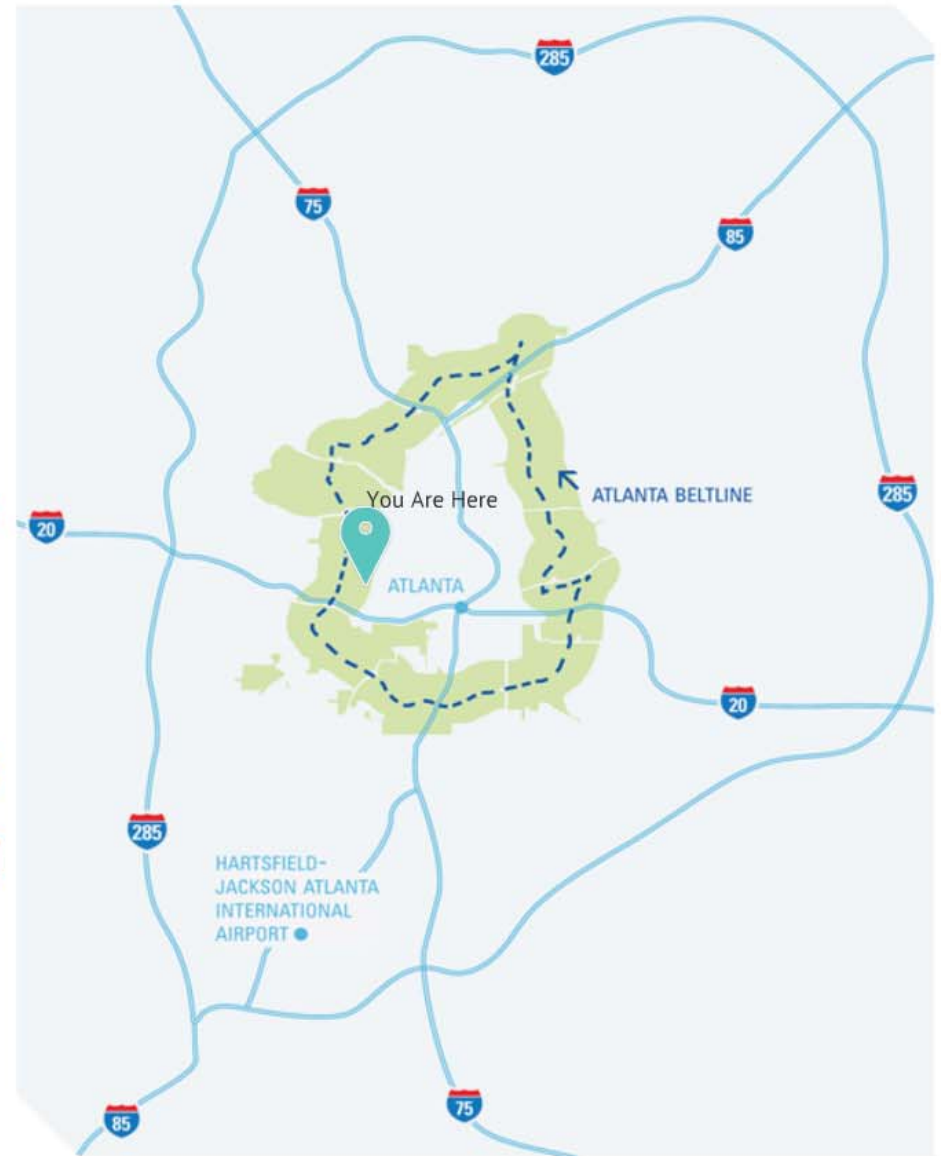 285
75
85
You Are Here
ATLANTA BELTLINE
285
20
ATLANTA
20
285
HARTSFIELD-
JACKSON ATLANTA
INTERNATIONAL
AIRPORT
85
75